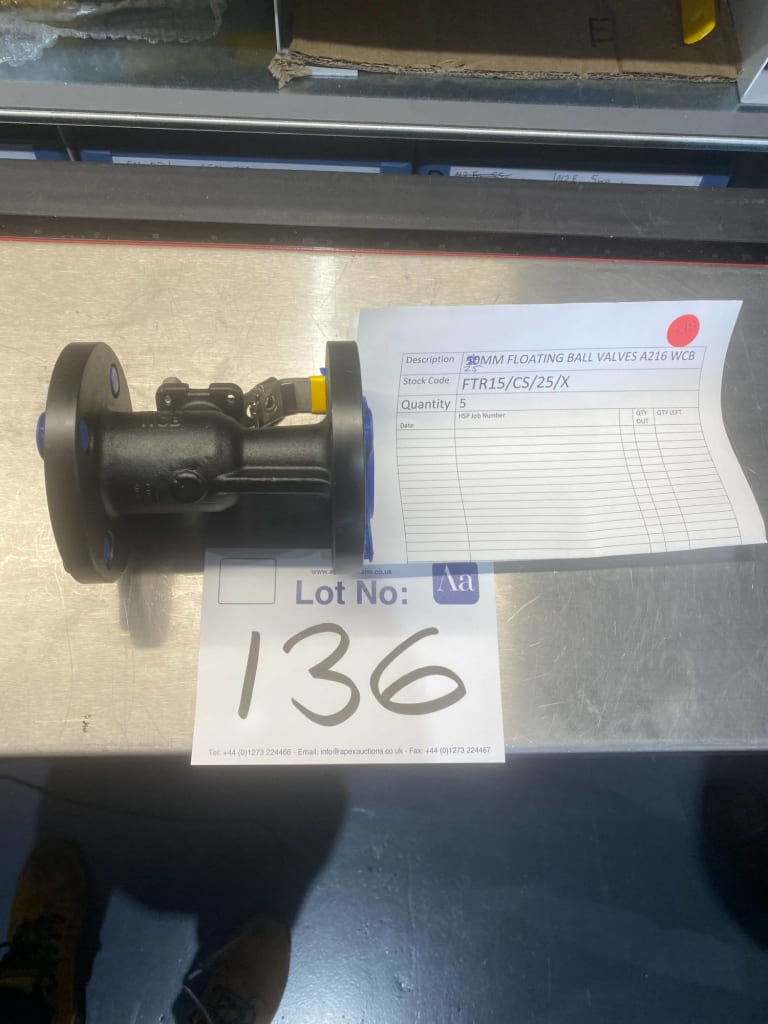 Description 50MM FLOATING BALL VALVES A216 WCB
25
Stock Code FTR15/CS/25/X
Quantity 5
Date HSP Job Number QTY OUT QTY LEFT
WCB
Lot No:
Aa
136
Tel: +44 (0)1273 224466 - Email: info@apexauctions.co.uk - Fax: +44 (0)1273 224467